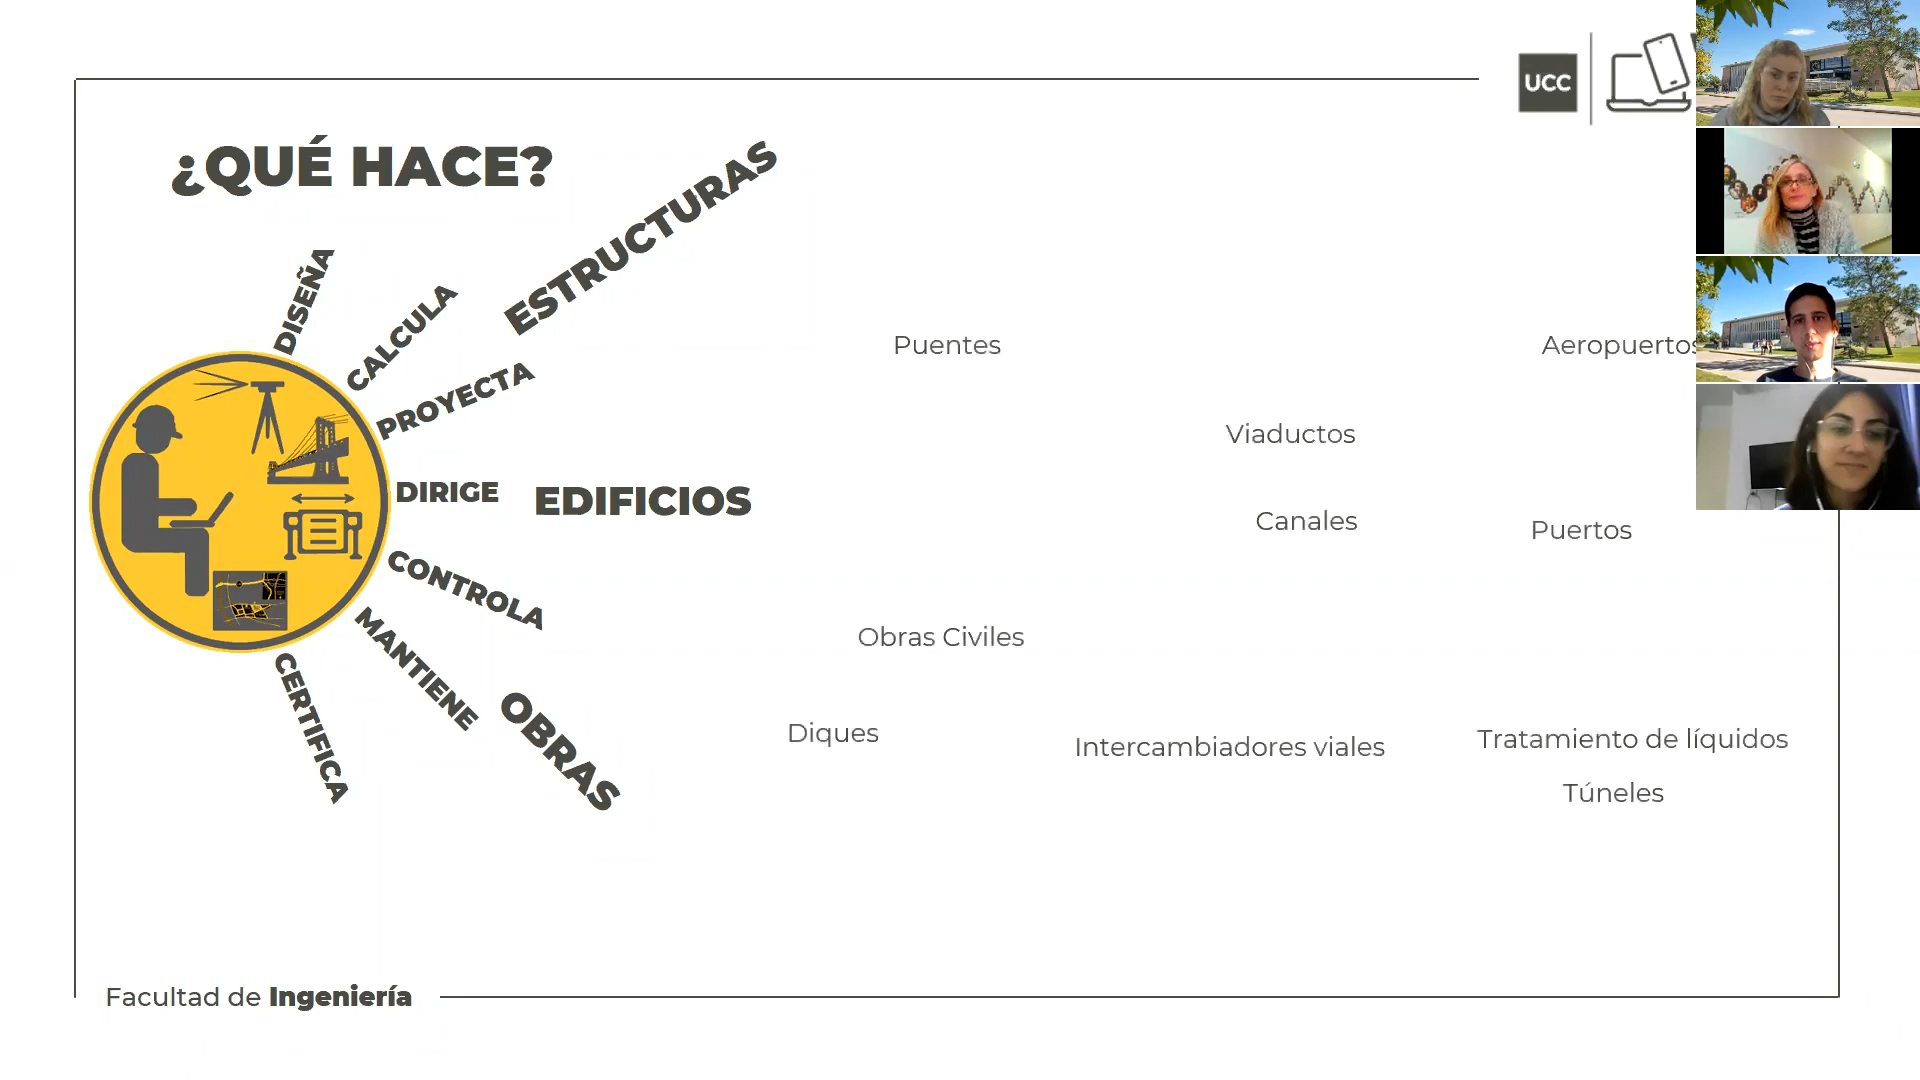 UCC
¿QUÉ HACE?
DISEÑA
CALCULA
PROYECTA
DIRIGE
CONTROLA
MANTIENE
CERTIFICA
ESTRUCTURAS
EDIFICIOS
OBRAS
Puentes
Aeropuertos
Viaductos
Canales
Puertos
Obras Civiles
Diques
Intercambiadores viales
Tratamiento de líquidos
Túneles
Facultad de Ingeniería